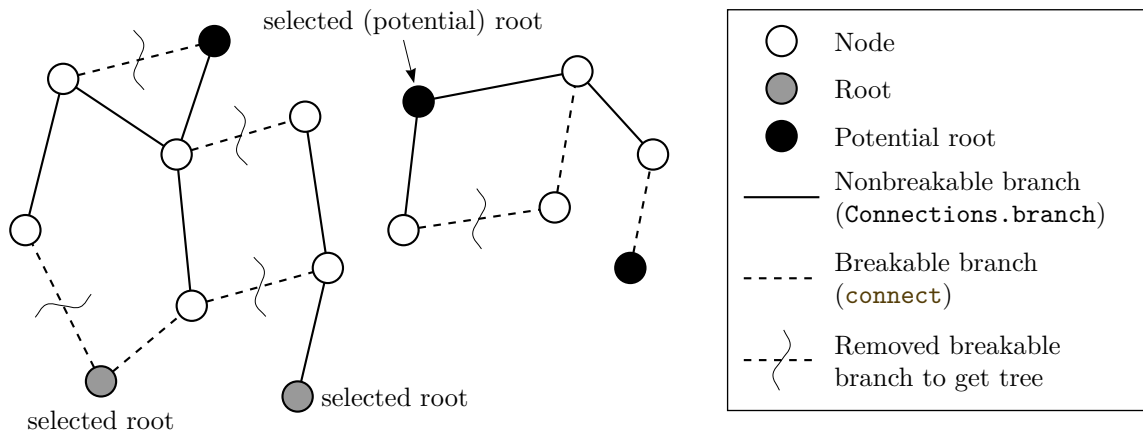 selected (potential) root
selected root
selected root
Node
Root
Potential root
Nonbreakable branch
(Connections.branch)
Breakable branch
(connect)
Removed breakable
branch to get tree